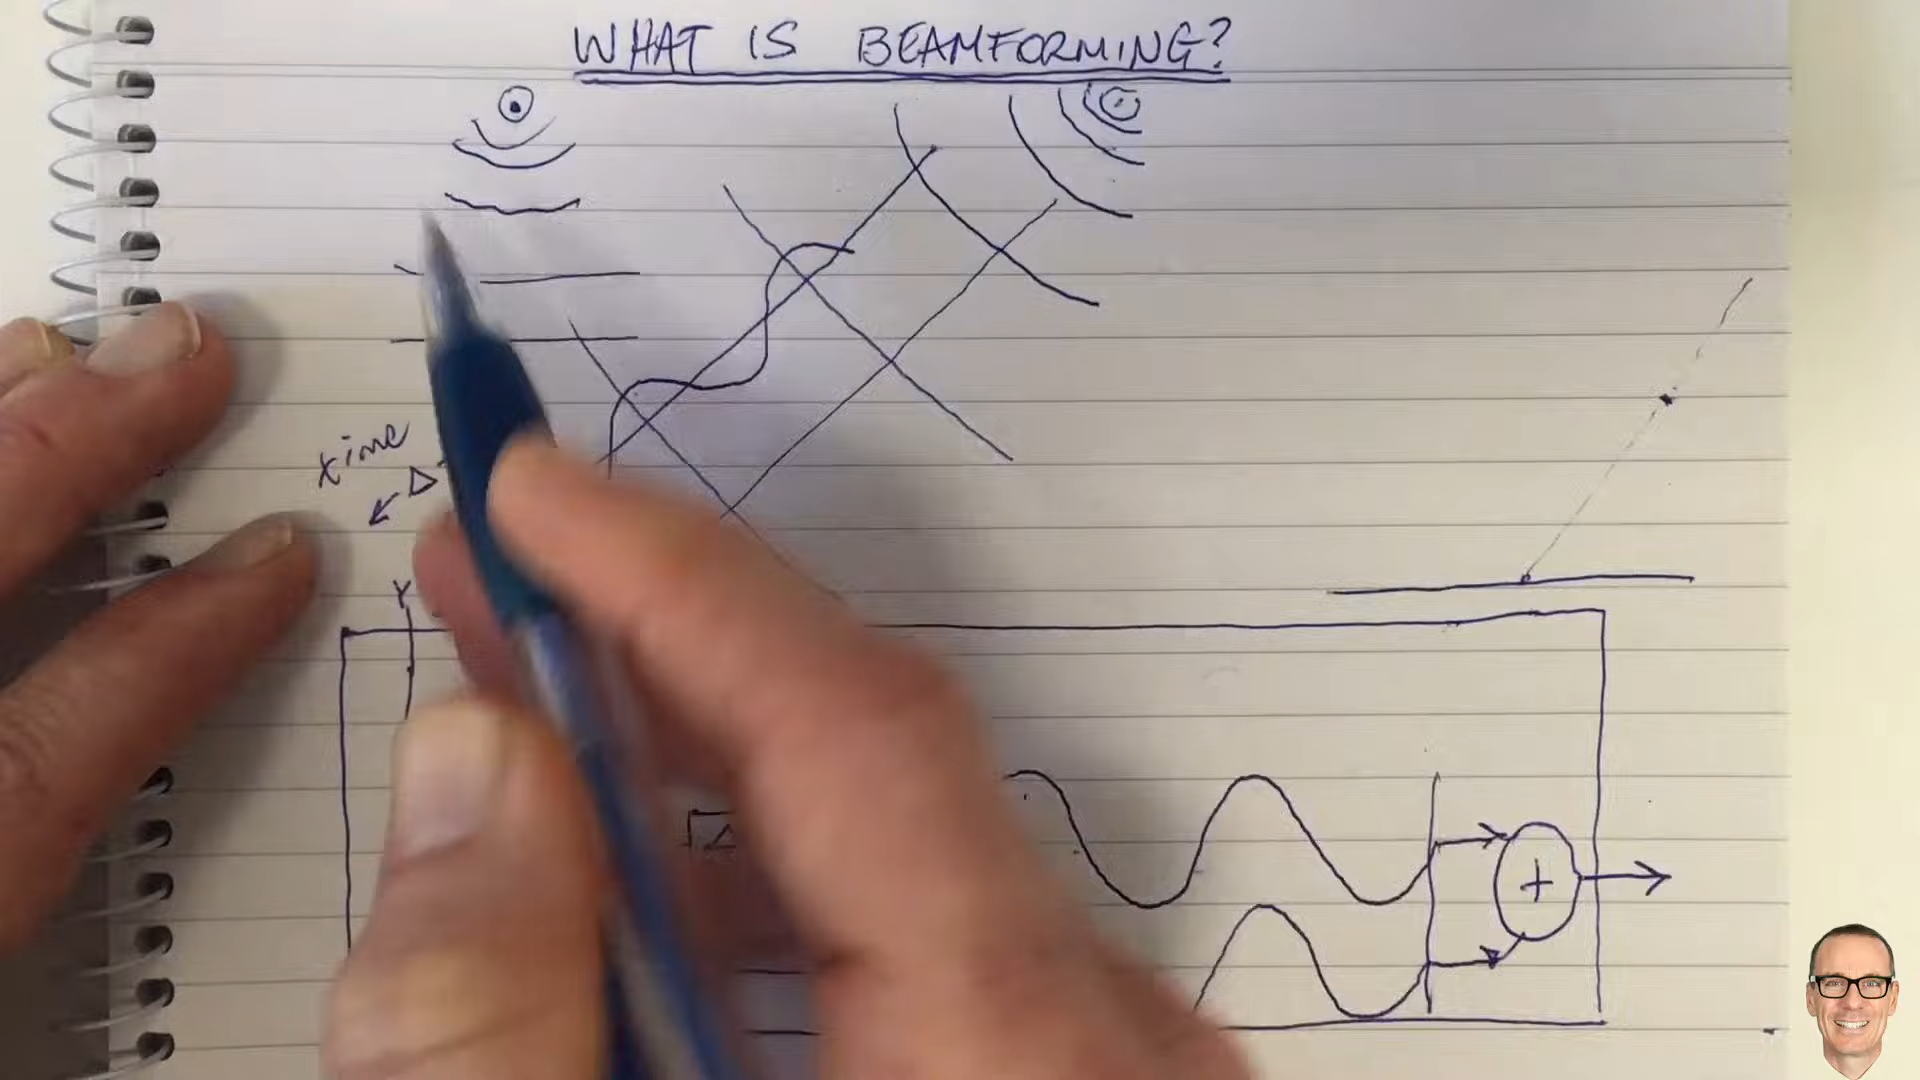 WHAT IS BEAMFORMING?
time
Δ
Y
Δ
+